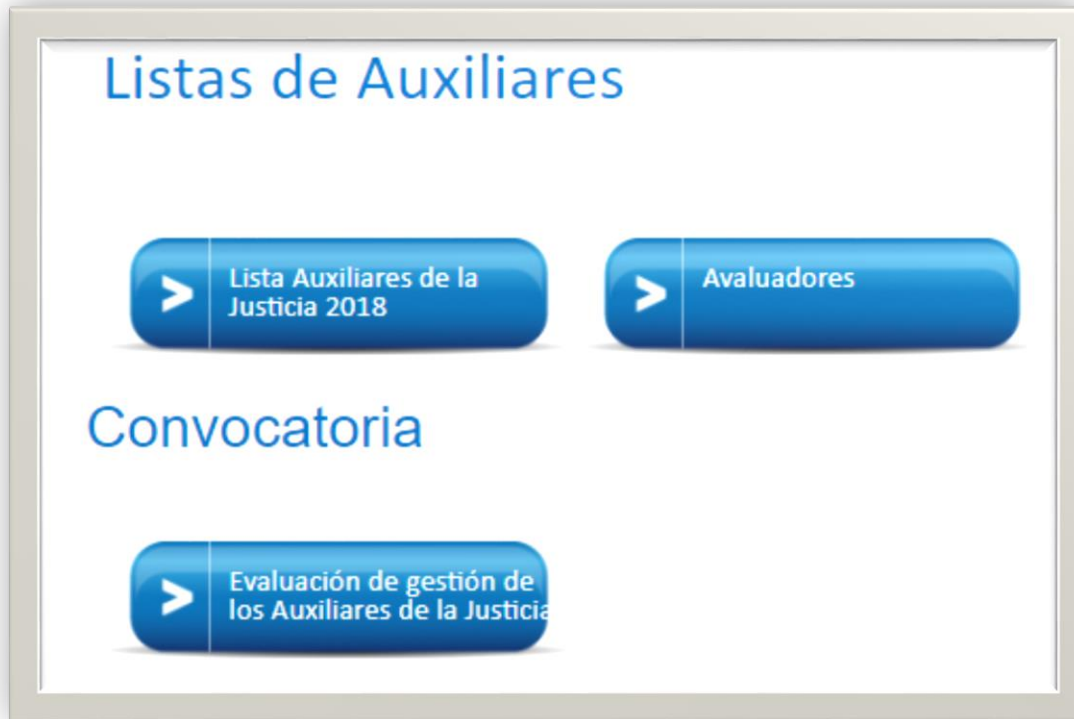 Listas de Auxiliares
> Lista Auxiliares de la
Justicia 2018
> Avaluadores
Convocatoria
> Evaluación de gestión de
los Auxiliares de la Justicia